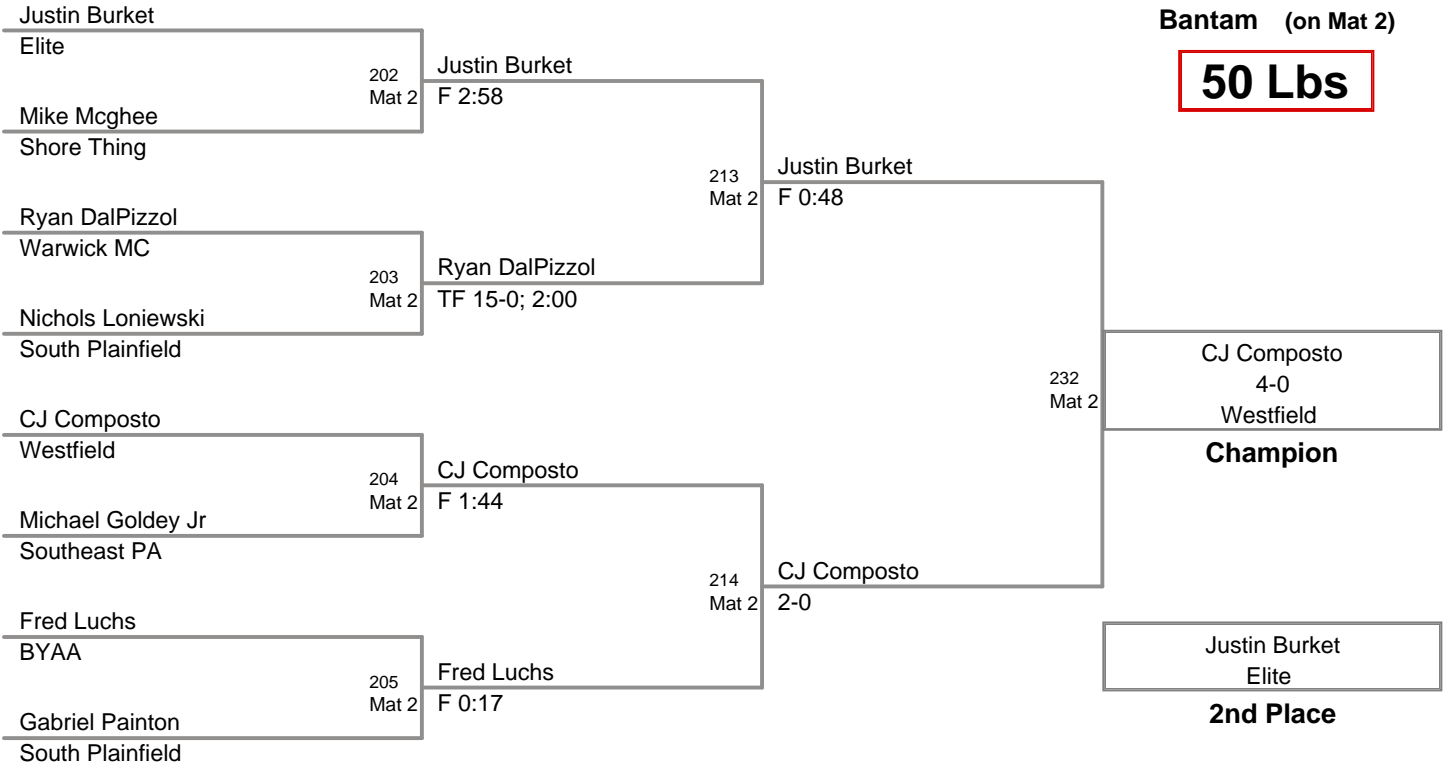 Bantam (on Mat 2)
50 Lbs
Justin Burket
Elite
202
Mat 2
Mike Mcghee
Shore Thing
Justin Burket
F 2:58
Ryan DalPizzol
Warwick MC
203
Mat 2
Nichols Loniewski
South Plainfield
Ryan DalPizzol
TF 15-0; 2:00
213
Mat 2
Justin Burket
F 0:48
CJ Composto
Westfield
204
Mat 2
Michael Goldey Jr
Southeast PA
CJ Composto
F 1:44
Fred Luchs
BYAA
205
Mat 2
Gabriel Painton
South Plainfield
Fred Luchs
F 0:17
214
Mat 2
CJ Composto
2-0
232
Mat 2
CJ Composto
4-0
Westfield
Champion
Justin Burket
Elite
2nd Place